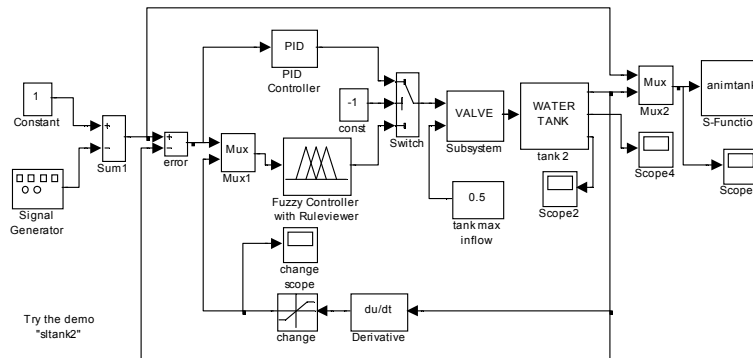 PID
PID
Controller
1
Constant
-1
const
+
−
Sum1
+
−
error
Mux
Mux1
Fuzzy Controller
with Ruleviewer
Switch
VALVE
Subsystem
WATER
TANK
tank 2
Mux
Mux2
animtank
S-Function
Signal
Generator
Scope2
0.5
tank max
inflow
Scope4
Scope
change
scope
Try the demo
"sltank2"
change
du/dt
Derivative